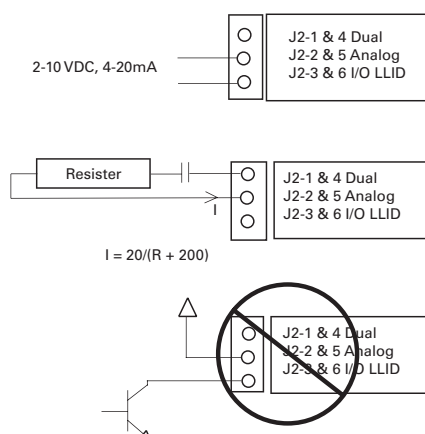 J2-1 & 4 Dual
2-10 VDC, 4-20mA
J2-2 & 5 Analog
J2-3 & 6 I/O LLID
Resister
J2-1 & 4 Dual
J2-2 & 5 Analog
I
J2-3 & 6 I/O LLID
I = 20/(R + 200)
J2-1 & 4 Dual
J2-2 & 5 Analog
J2-3 & 6 I/O LLID